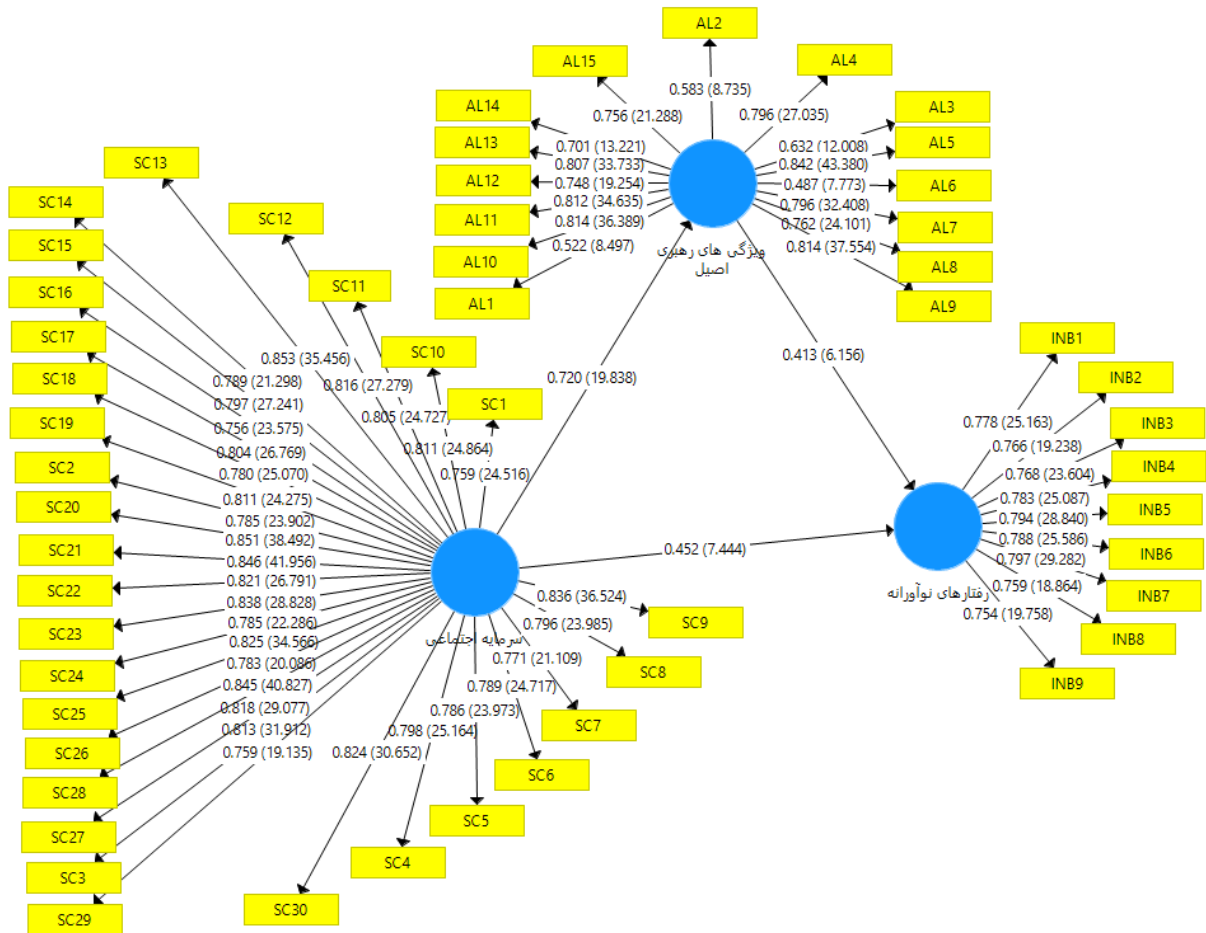 AL2
AL15
AL4
AL14
AL3
AL13
AL5
AL12
AL6
AL11
AL7
AL10
AL8
AL1
AL9
0.583 (8.735)
0.756 (21.288)
0.796 (27.035)
0.701 (13.221)
0.807 (33.733)
0.748 (19.254)
0.812 (34.635)
0.814 (36.389)
0.522 (8.497)
0.632 (12.008)
0.842 (43.380)
0.487 (7.773)
0.796 (32.408)
0.762 (24.101)
0.814 (37.554)
ویژگی های رهبری
اصیل
SC13
SC14
SC12
SC15
SC11
SC16
SC17
SC10
SC18
SC1
SC19
SC2
SC20
SC21
SC22
SC23
SC24
SC25
SC26
SC28
SC27
SC3
SC29
0.853 (35.456)
0.789 (21.298)
0.816 (27.279)
0.797 (27.241)
0.805 (24.727)
0.756 (23.575)
0.804 (26.769)
0.811 (24.864)
0.780 (25.070)
0.759 (24.516)
0.811 (24.275)
0.785 (23.902)
0.851 (38.492)
0.846 (41.956)
0.821 (26.791)
0.838 (28.828)
0.785 (22.286)
0.825 (34.566)
0.783 (20.086)
0.845 (40.827)
0.818 (29.077)
0.813 (31.912)
0.759 (19.135)
0.720 (19.838)
0.413 (6.156)
0.452 (7.444)
سرمایه اجتماعی
0.836 (36.524)
0.796 (23.985)
0.771 (21.109)
0.789 (24.717)
0.786 (23.973)
0.798 (25.164)
0.824 (30.652)
SC9
SC8
SC7
SC6
SC5
SC4
SC30
INB1
INB2
INB3
INB4
INB5
INB6
INB7
INB8
INB9
0.778 (25.163)
0.766 (19.238)
0.768 (23.604)
0.783 (25.087)
0.794 (28.840)
0.788 (25.586)
0.797 (29.282)
0.759 (18.864)
0.754 (19.758)
رفتارهای نوآورانه